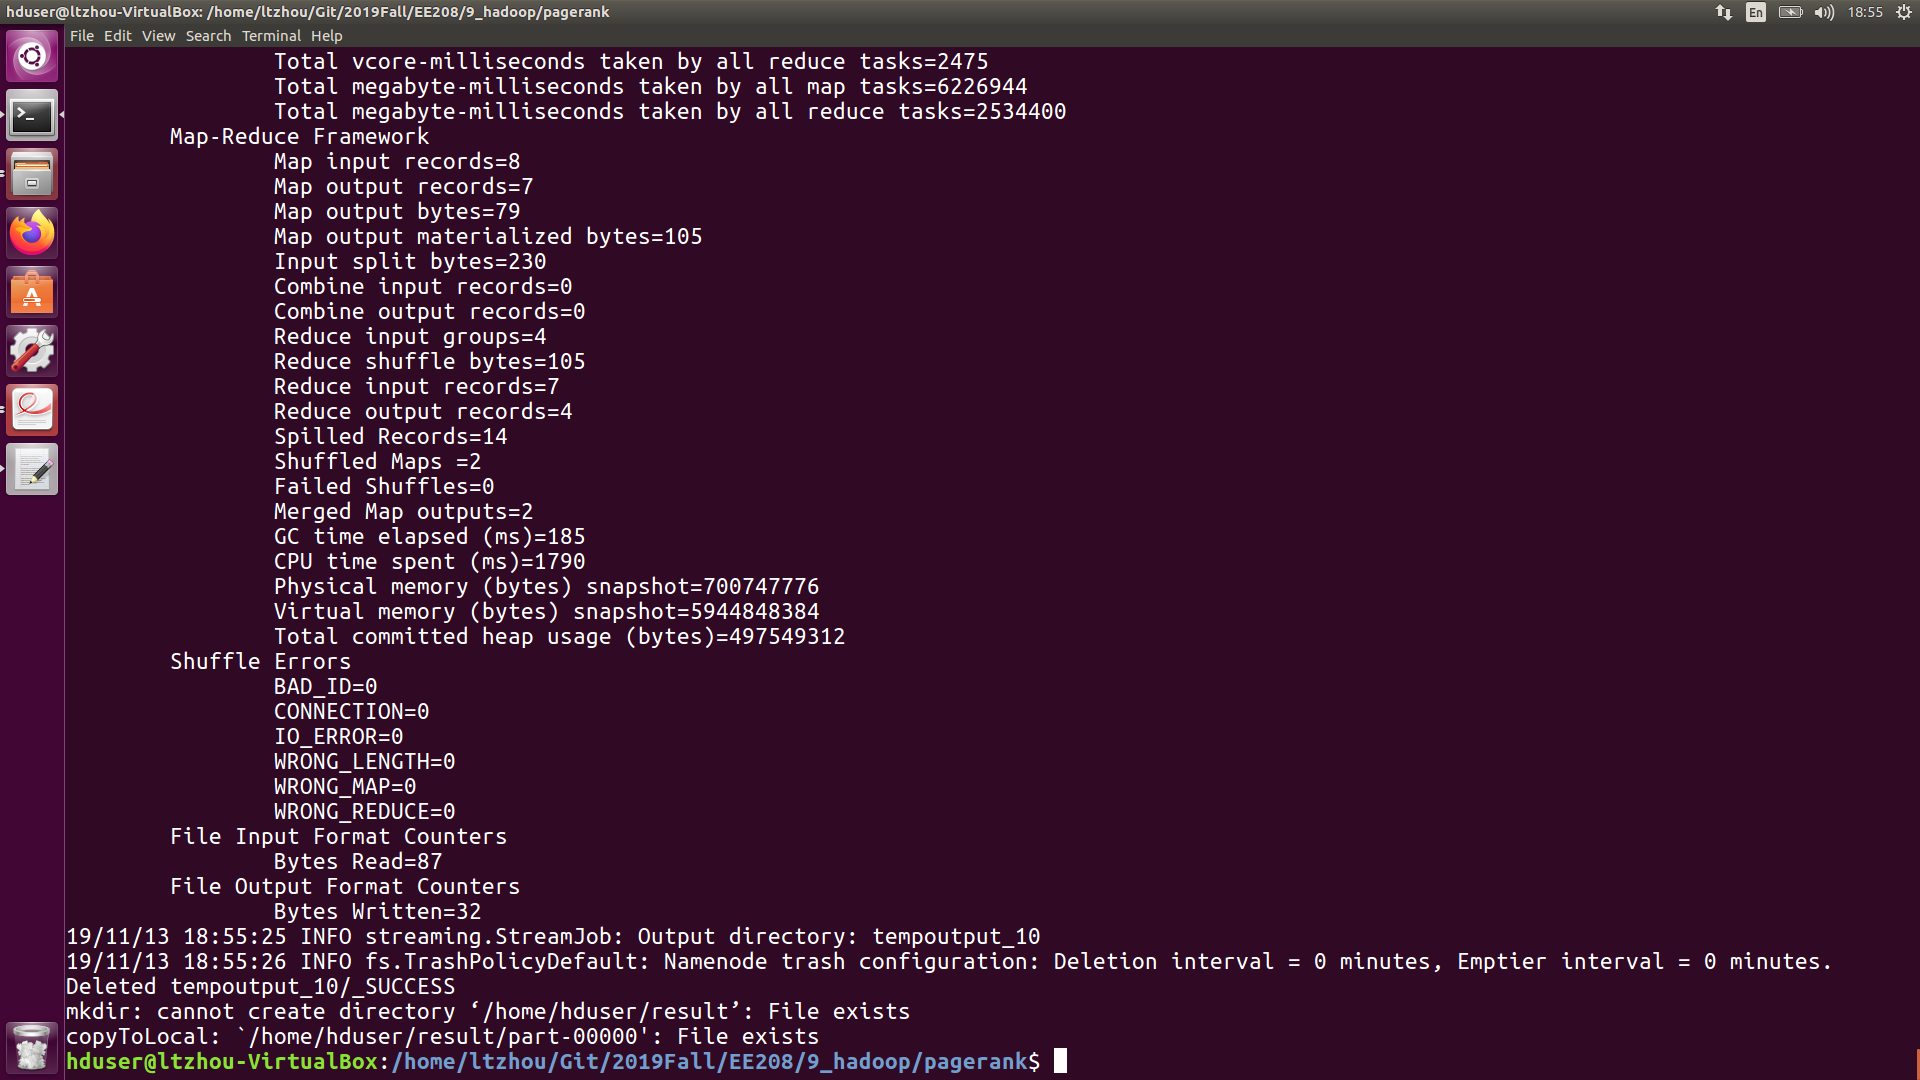 hduser@ltzhou-VirtualBox: /home/ltzhou/Git/2019Fall/EE208/9_hadoop/pagerank
En
18:55
File Edit View Search Terminal Help
Total vcore-milliseconds taken by all reduce tasks=2475
Total megabyte-milliseconds taken by all map tasks=6226944
Total megabyte-milliseconds taken by all reduce tasks=2534400
Map-Reduce Framework
Map input records=8
Map output records=7
Map output bytes=79
Map output materialized bytes=105
Input split bytes=230
Combine input records=0
Combine output records=0
Reduce input groups=4
Reduce shuffle bytes=105
Reduce input records=7
Reduce output records=4
Spilled Records=14
Shuffled Maps =2
Failed Shuffles=0
Merged Map outputs=2
GC time elapsed (ms)=185
CPU time spent (ms)=1790
Physical memory (bytes) snapshot=700747776
Virtual memory (bytes) snapshot=5944848384
Total committed heap usage (bytes)=497549312
Shuffle Errors
BAD_ID=0
CONNECTION=0
IO_ERROR=0
WRONG_LENGTH=0
WRONG_MAP=0
WRONG_REDUCE=0
File Input Format Counters
Bytes Read=87
File Output Format Counters
Bytes Written=32
19/11/13 18:55:25 INFO streaming.StreamJob: Output directory: tempoutput_10
19/11/13 18:55:26 INFO fs.TrashPolicyDefault: Namenode trash configuration: Deletion interval = 0 minutes, Emptier interval = 0 minutes.
Deleted tempoutput_10/_SUCCESS
mkdir: cannot create directory ‘/home/hduser/result’: File exists
copyToLocal: `/home/hduser/result/part-00000': File exists
hduser@ltzhou-VirtualBox:/home/ltzhou/Git/2019Fall/EE208/9_hadoop/pagerank$